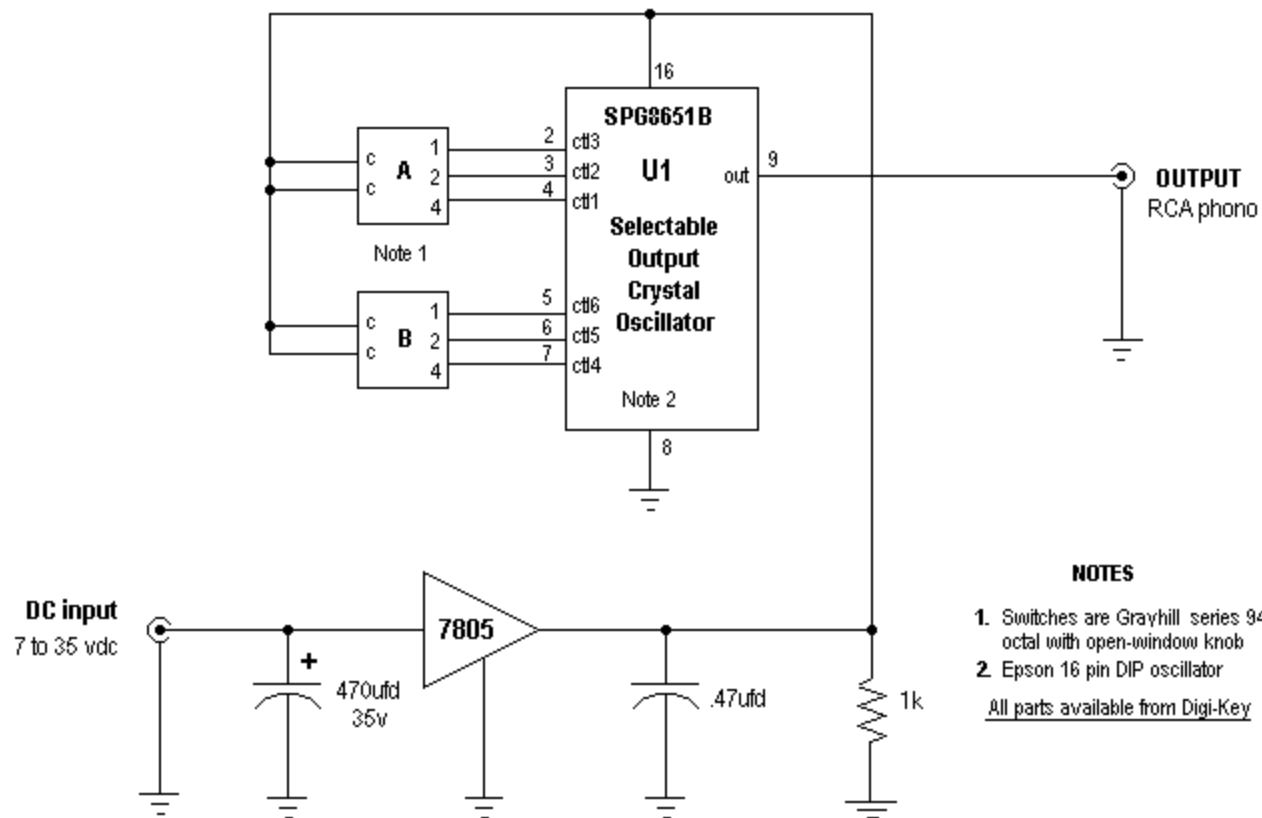 16
SPG8651B
U1
Selectable
Output
Crystal
Oscillator
Note 2
2 ctl3
3 ctl2
4 ctl1
5 ctl6
6 ctl5
7 ctl4
out 9
8
c A 1
c 2
4
Note 1
c B 1
c 2
4
OUTPUT
RCA phono
DC input
7 to 35 vdc
+
470ufd
35v
7805
.47ufd
1k
NOTES
1. Switches are Grayhill series 94
octal with open-window knob
2. Epson 16 pin DIP oscillator
All parts available from Digi-Key